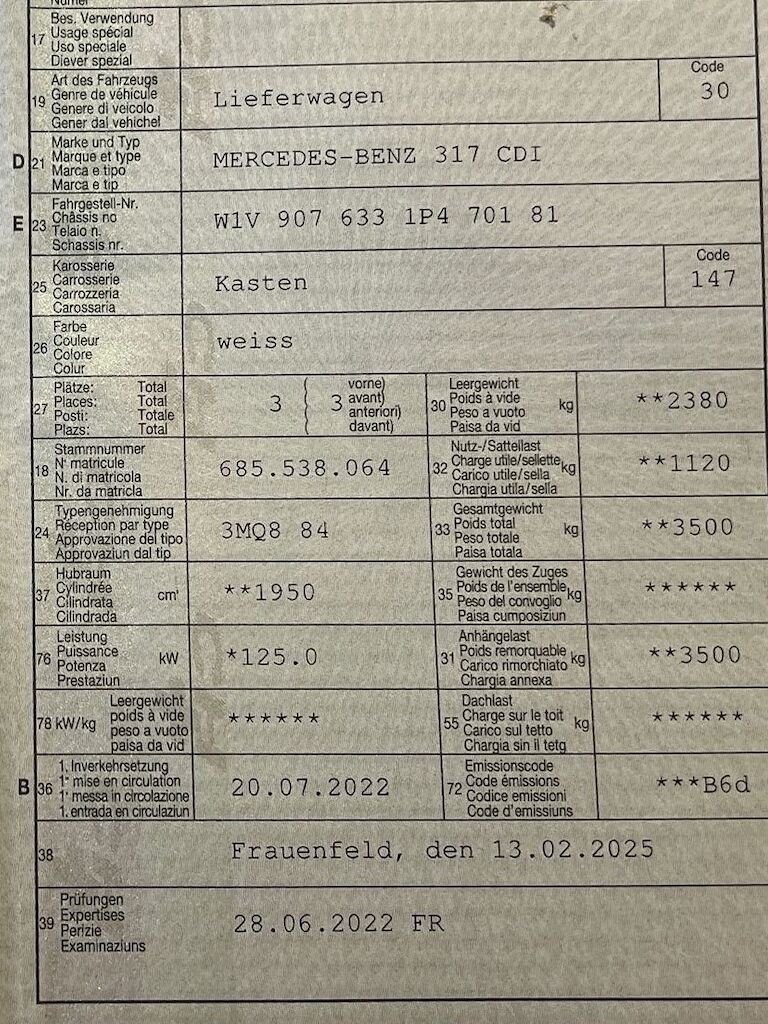 17
Bes. Verwendung
Usage spécial
Uso speciale
Diever spezial
19
Art des Fahrzeugs
Genre de véhicule
Genere di veicolo
Gener dal vehichel
Lieferwagen
Code
30
D
21
Marke und Typ
Marque et type
Marca e tipo
Marca e tip
MERCEDES-BENZ 317 CDI
E
23
Fahrgestell-Nr.
Châssis no
Telaio n.
Schassis nr.
W1V 907 633 1P4 701 81
25
Karosserie
Carrosserie
Carrozzeria
Carossaria
Kasten
Code
147
26
Farbe
Couleur
Colore
Colur
weiss
27
Plätze: Total
Places: Total
Posti: Totale
Plazs: Total
3 ( 3 vorne)
( avant)
( anteriori)
( davant)
30
Leergewicht
Poids à vide
Peso a vuoto
Paisa da vid
kg
**2380
18
Stammnummer
N° matricule
N. di matricola
Nr. da matricla
685.538.064
32
Nutz-/Sattellast
Charge utile/sellette
Carico utile/sella
Chargia utila/sella
kg
**1120
24
Typengenehmigung
Réception par type
Approvazione del tipo
Approvaziun dal tip
3MQ8 84
33
Gesamtgewicht
Poids total
Peso totale
Paisa totala
kg
**3500
37
Hubraum
Cylindrée
Cilindrata
Cilindrada
cm³
**1950
35
Gewicht des Zuges
Poids de l'ensemble
Peso del convoglio
Paisa cumposiziun
kg
******
76
Leistung
Puissance
Potenza
Prestaziun
kW
*125.0
31
Anhängelast
Poids remorquable
Carico rimorchiato
Chargia annexa
kg
**3500
78 kW/kg
Leergewicht
poids à vide
peso a vuoto
paisa da vid
******
55
Dachlast
Charge sur le toit
Carico sul tetto
Chargia sin il tetg
kg
******
B
36
1. Inverkehrsetzung
1re mise en circulation
1a messa in circolazione
1. entrada en circulaziun
20.07.2022
72
Emissionscode
Code émissions
Codice emissioni
Code d'emissiuns
***B6d
38
Frauenfeld, den 13.02.2025
39
Prüfungen
Expertises
Perizie
Examinaziuns
28.06.2022 FR